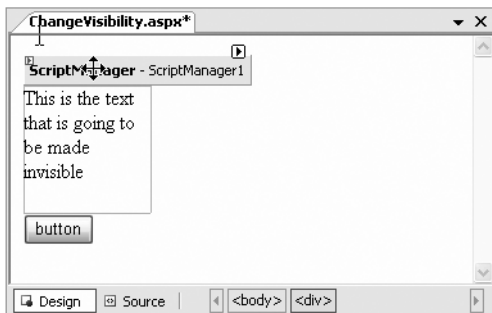 ChangeVisibility.aspx*
ScriptManager - ScriptManager1
This is the text
that is going to
be made
invisible
button
Design Source <body> <div>